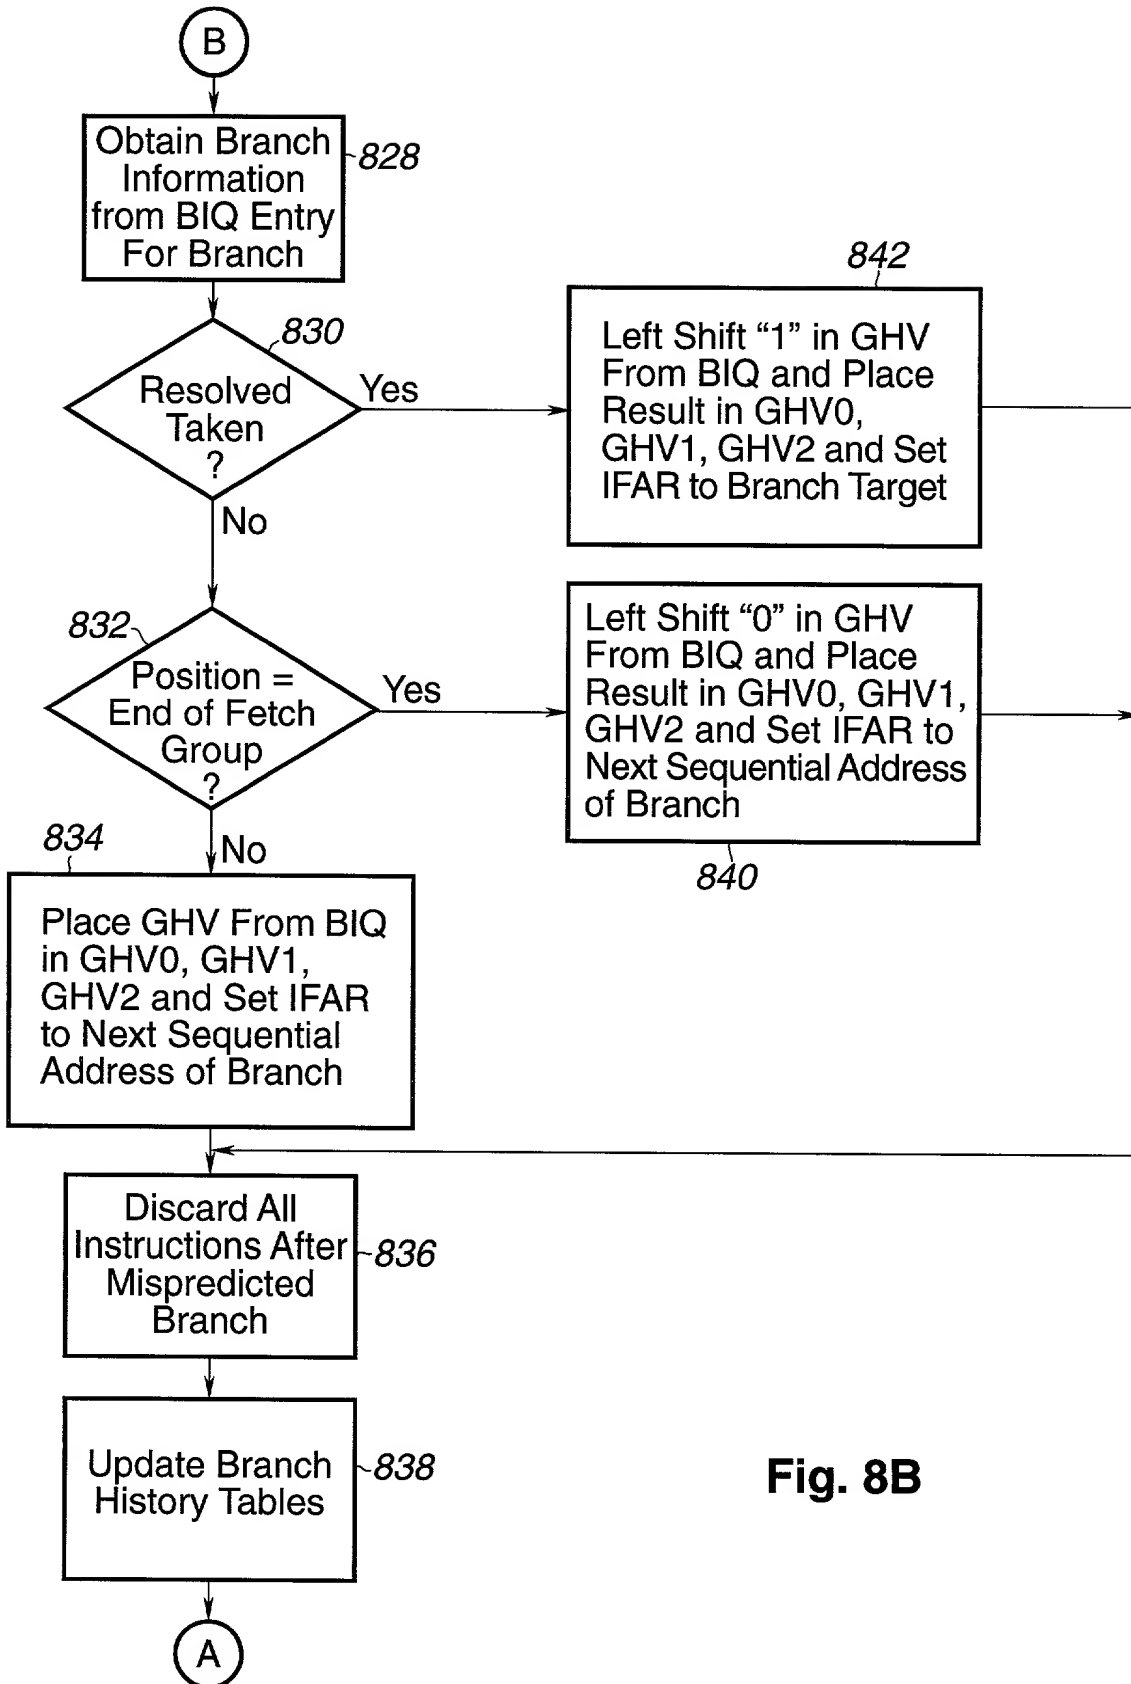 B
Obtain Branch
Information
from BIQ Entry
For Branch
828
830
Resolved
Taken
?
Yes
No
842
Left Shift “1” in GHV
From BIQ and Place
Result in GHV0,
GHV1, GHV2 and Set
IFAR to Branch Target
832
Position =
End of Fetch
Group
?
Yes
No
Left Shift “0” in GHV
From BIQ and Place
Result in GHV0, GHV1,
GHV2 and Set IFAR to
Next Sequential Address
of Branch
840
834
Place GHV From BIQ
in GHV0, GHV1,
GHV2 and Set IFAR
to Next Sequential
Address of Branch
Discard All
Instructions After
Mispredicted
Branch
836
Update Branch
History Tables
838
Fig. 8B
A